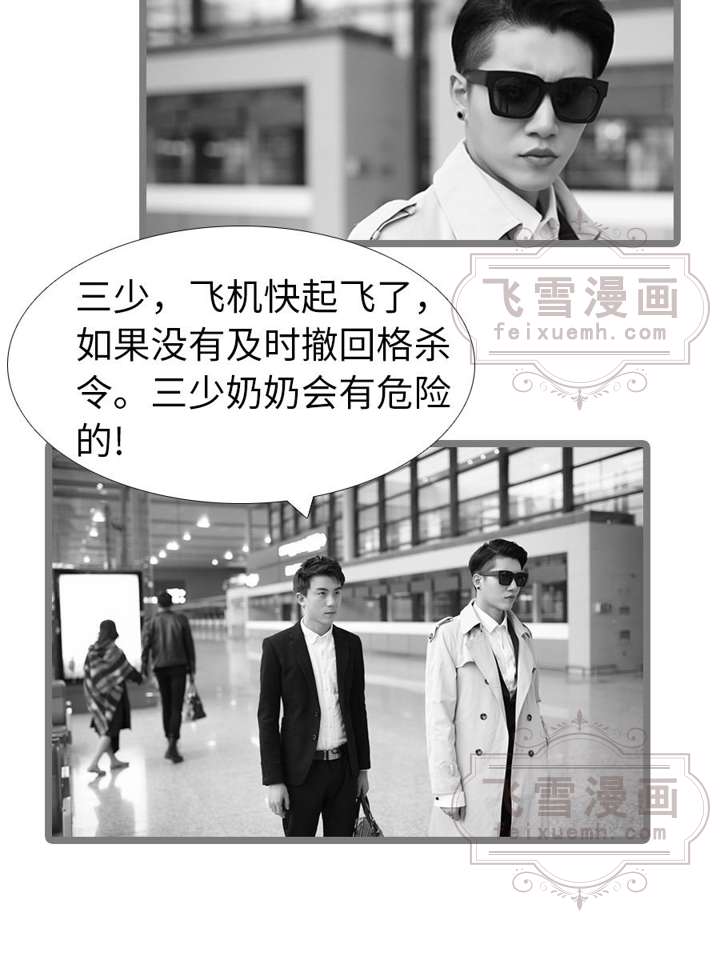 三少，飞机快起飞了，
如果没有及时撤回格杀
令。三少奶奶会有危险
的!
飞雪漫画
feixuemh.com
飞雪漫画
feixuemh.com